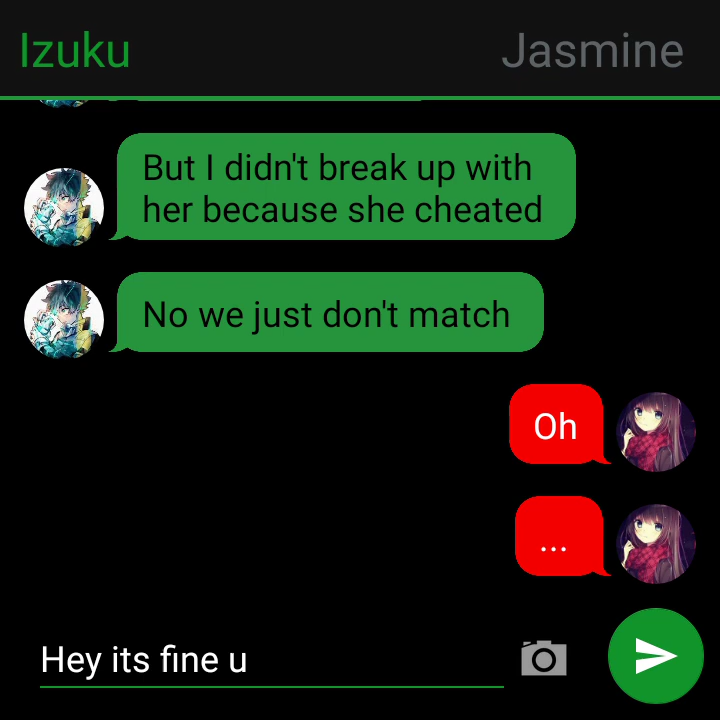 Izuku
Jasmine
But I didn't break up with
her because she cheated
No we just don't match
Oh
...
Hey its fine u